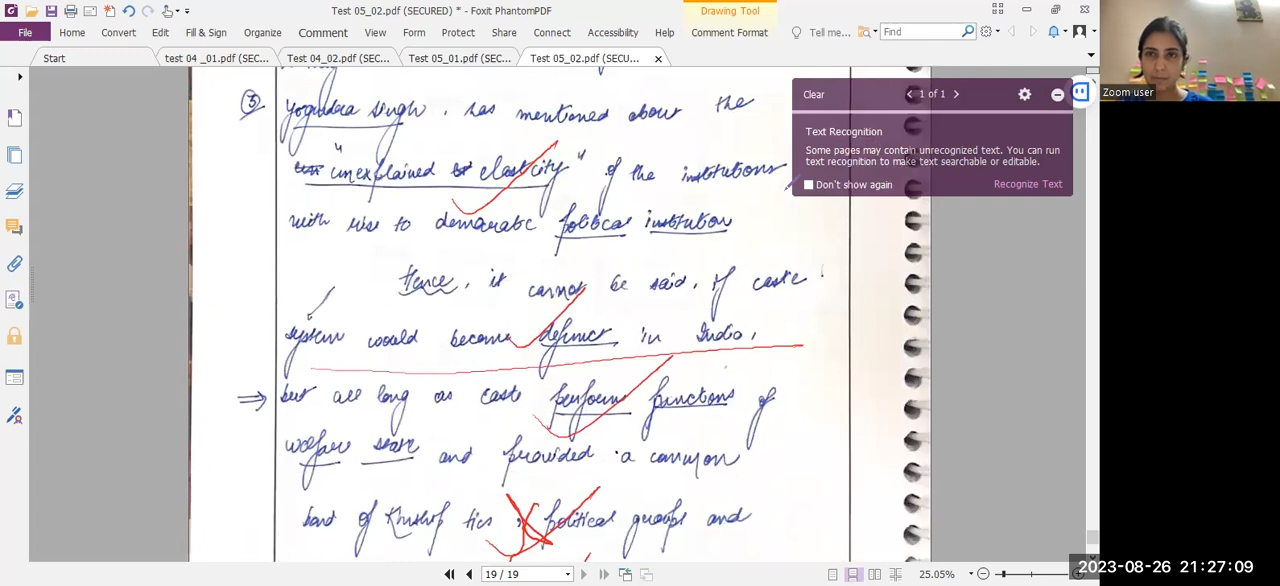 Test 05_02 (SECURED) * - Foxit PhantomPDF
Drawing Tool
File Home Convert Edit Fill & Sign Organize Comment View Form Protect Share Connect Accessibility Help Comment Format Tell me... Find
Start test 04 _01.pdf (SEC... Test 04_02.pdf (SEC... Test 05_01.pdf (SEC... Test 05_02.pdf (SECU...
Zoom user
Clear 1 of 1
Text Recognition
Some pages may contain unrecognized text. You can run
text recognition to make text searchable or editable.
Don't show again Recognize Text
③ Yogendra Singh, has mentioned about the
"unexplained elasticity" of the institutions
with rise to democratic political institution
Hence, it cannot be said, if caste
system would become defunct in India,
⇒ but all long as caste perform functions of
welfare state and provided a common
of Kinship ties political groups and
19 / 19
25.05%
2023-08-26 21:27:09